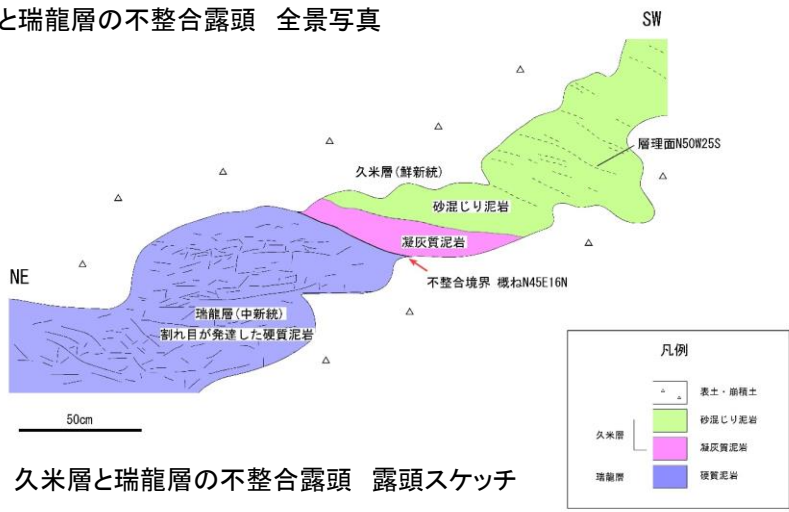 と瑞龍層の不整合露頭　全景写真
SW
層理面N50W25S
久米層(鮮新統)
砂混じり泥岩
凝灰質泥岩
NE
不整合境界 概ねN45E16N
瑞龍層(中新統)
割れ目が発達した硬質泥岩
50cm
凡例
表土・崩積土
砂混じり泥岩
久米層
凝灰質泥岩
瑞龍層
硬質泥岩
久米層と瑞龍層の不整合露頭　露頭スケッチ